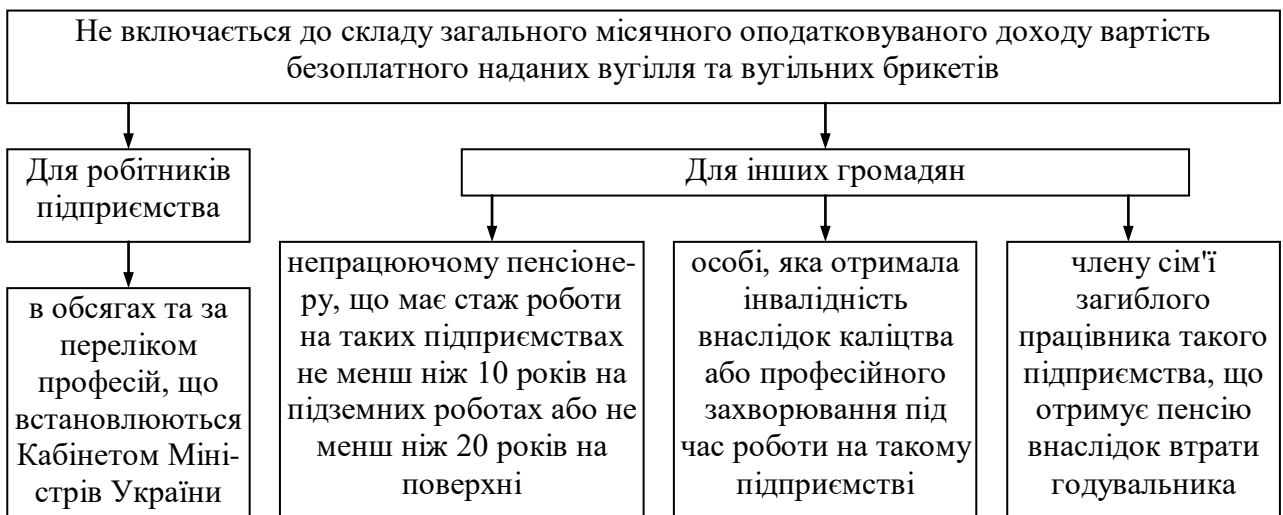 Не включається до складу загального місячного оподатковуваного доходу вартість
безоплатного наданих вугілля та вугільних брикетів
Для робітників
підприємства
Для інших громадян
в обсягах та за
переліком
професій, що
встановлюються
Кабінетом Міні-
стрів України
непрацюючому пенсіоне-
ру, що має стаж роботи
на таких підприємствах
не менш ніж 10 років на
підземних роботах або не
менш ніж 20 років на
поверхні
особі, яка отримала
інвалідність
внаслідок каліцтва
або професійного
захворювання під
час роботи на такому
підприємстві
члену сім'ї
загиблого
працівника такого
підприємства, що
отримує пенсію
внаслідок втрати
годувальника